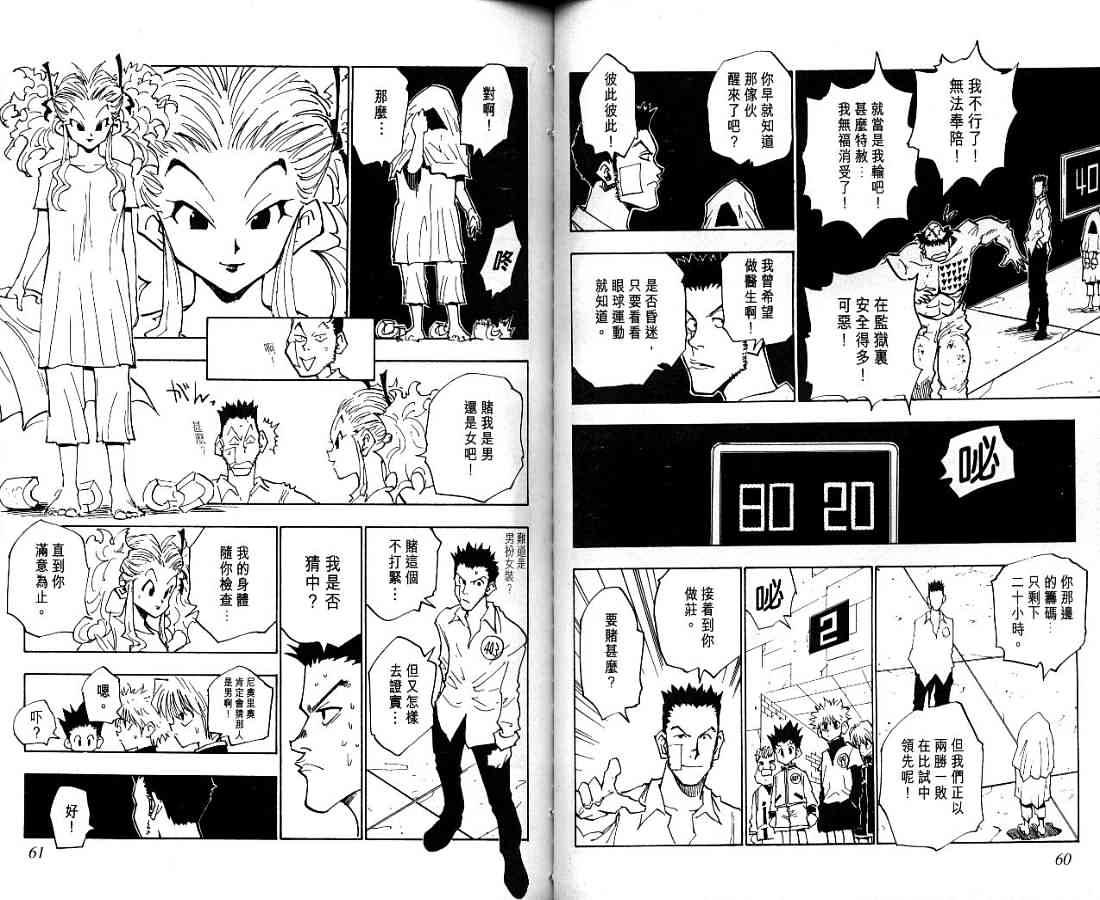 我不行了！
無法奉陪！
就當是我輸吧！
甚麼特赦…
我無福消受了！
在監獄裏
安全得多！
可惡！
40
你早就知道
那傢伙
醒來了吧？
彼此彼此！
我曾希望
做醫生啊！
是否昏迷，
只要看看
眼球運動
就知道。
咇
80 20
你那邊
的籌碼…
只剩下
二十小時。
但我們正以
兩勝一敗
在比試中
領先呢！
咇
2
接着到你
做莊。
要賭甚麼？
60
對啊！
那麼…
咚
啊！
賭我是男
還是女吧！
ガ…
甚麼？
難道是
男扮女裝？
賭這個
不打緊…
403
但又怎樣
去證實…
我是否
猜中？
我的身體
隨你檢查…
直到你
滿意為止。
尼奧里奧
肯定會猜那人
是男啊！
嗯。
吓？
好！
61